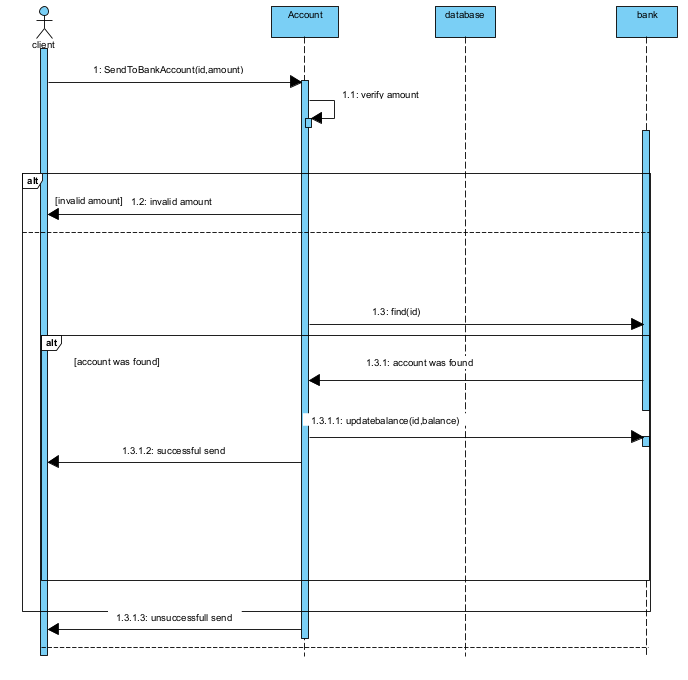 Account
database
bank
client
1: SendToBankAccount(id,amount)
1.1: verify amount
alt
[invalid amount]
1.2: invalid amount
1.3: find(id)
alt
[account was found]
1.3.1: account was found
1.3.1.1: updatebalance(id,balance)
1.3.1.2: successful send
1.3.1.3: unsuccessfull send